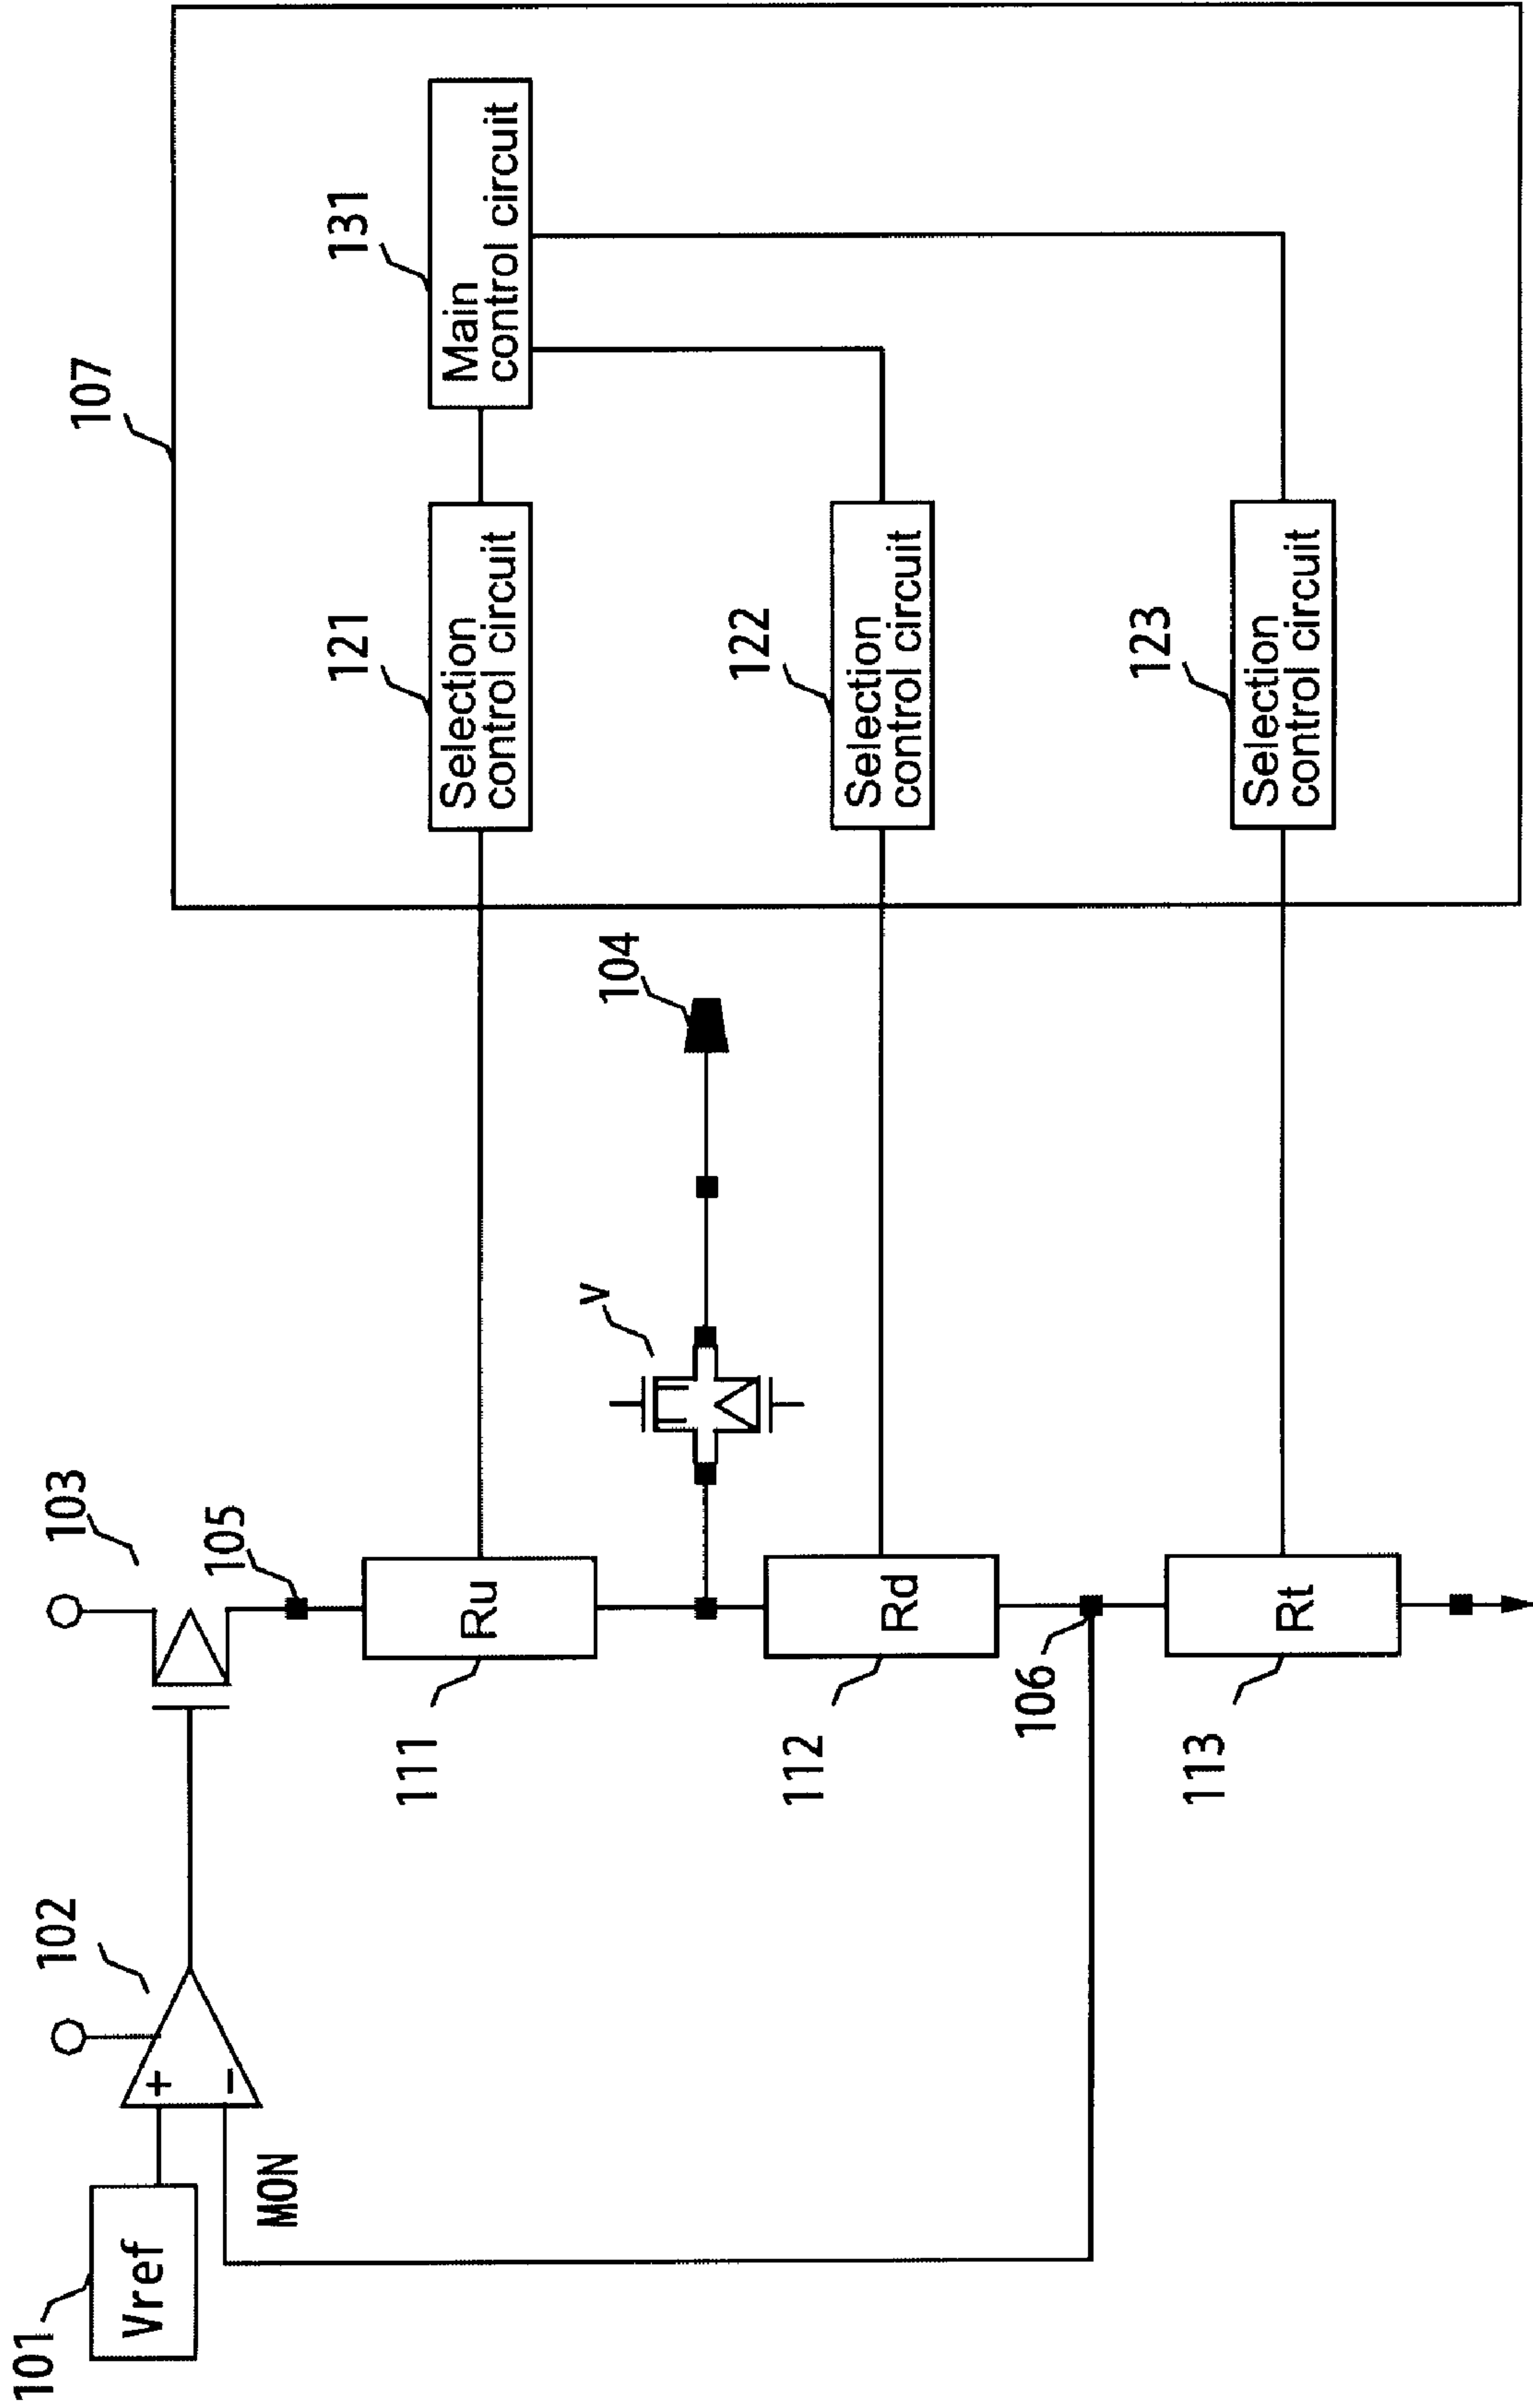 101
Vref
MON
102
+
−
103
105
Ru
111
V
104
Rd
112
106
Rt
113
107
121
Selection
control circuit
122
Selection
control circuit
123
Selection
control circuit
131
Main
control circuit